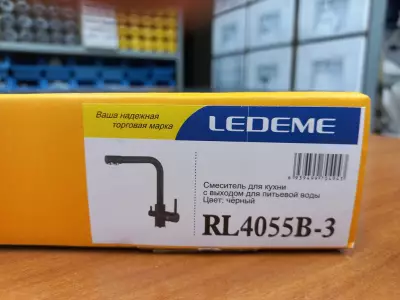 Ваша надежная
торговая марка
LEDEME
Смеситель для кухни
с выходом для питьевой воды
Цвет: чёрный
RL4055B-3